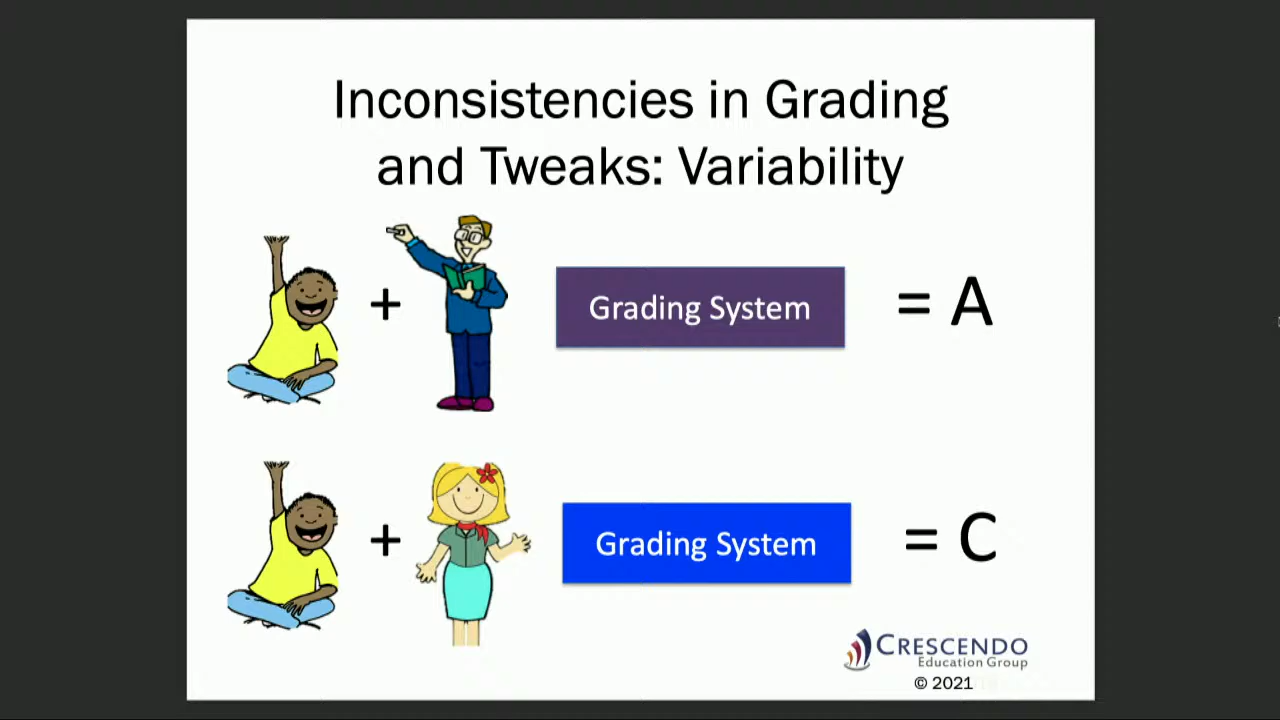 Inconsistencies in Grading
and Tweaks: Variability
+
Grading System
= A
+
Grading System
= C
CRESCENDO
Education Group
© 2021